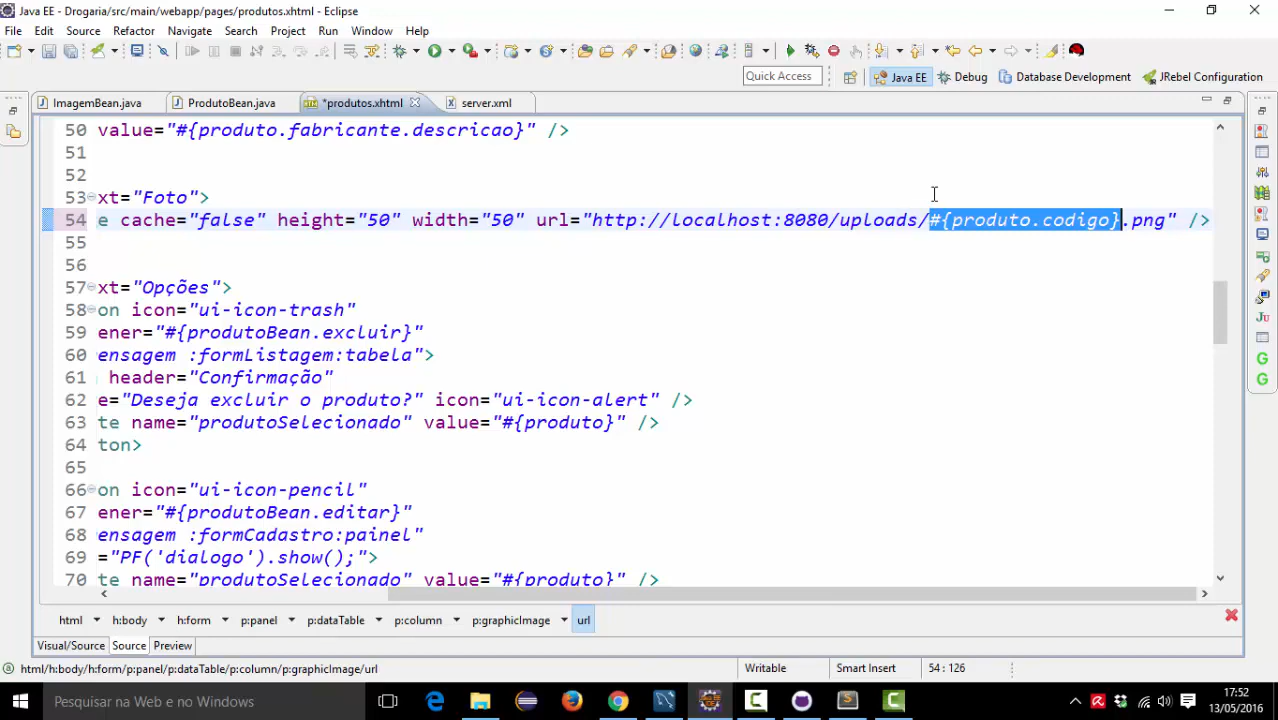 Java EE - Drogaria/src/main/webapp/pages/produtos.xhtml - Eclipse
File Edit Source Refactor Navigate Search Project Run Window Help
Quick Access Java EE Debug Database Development JRebel Configuration
ImagemBean.java ProdutoBean.java *produtos.xhtml server.xml
50 value="#{produto.fabricante.descricao}" />
51
52
53 xt="Foto">
54 e cache="false" height="50" width="50" url="http://localhost:8080/uploads/#{produto.codigo}.png" />
55
56
57 xt="Opções">
58 on icon="ui-icon-trash"
59 ener="#{produtoBean.excluir}"
60 ensagem :formListagem:tabela">
61 header="Confirmação"
62 e="Deseja excluir o produto?" icon="ui-icon-alert" />
63 te name="produtoSelecionado" value="#{produto}" />
64 ton>
65
66 on icon="ui-icon-pencil"
67 ener="#{produtoBean.editar}"
68 ensagem :formCadastro:painel"
69 ="PF('dialogo').show();">
70 te name="produtoSelecionado" value="#{produto}" />
html h:body h:form p:panel p:dataTable p:column p:graphicImage url
Visual/Source Source Preview
html/h:body/h:form/p:panel/p:dataTable/p:column/p:graphicImage/url Writable Smart Insert 54 : 126
Pesquisar na Web e no Windows
17:52
13/05/2016